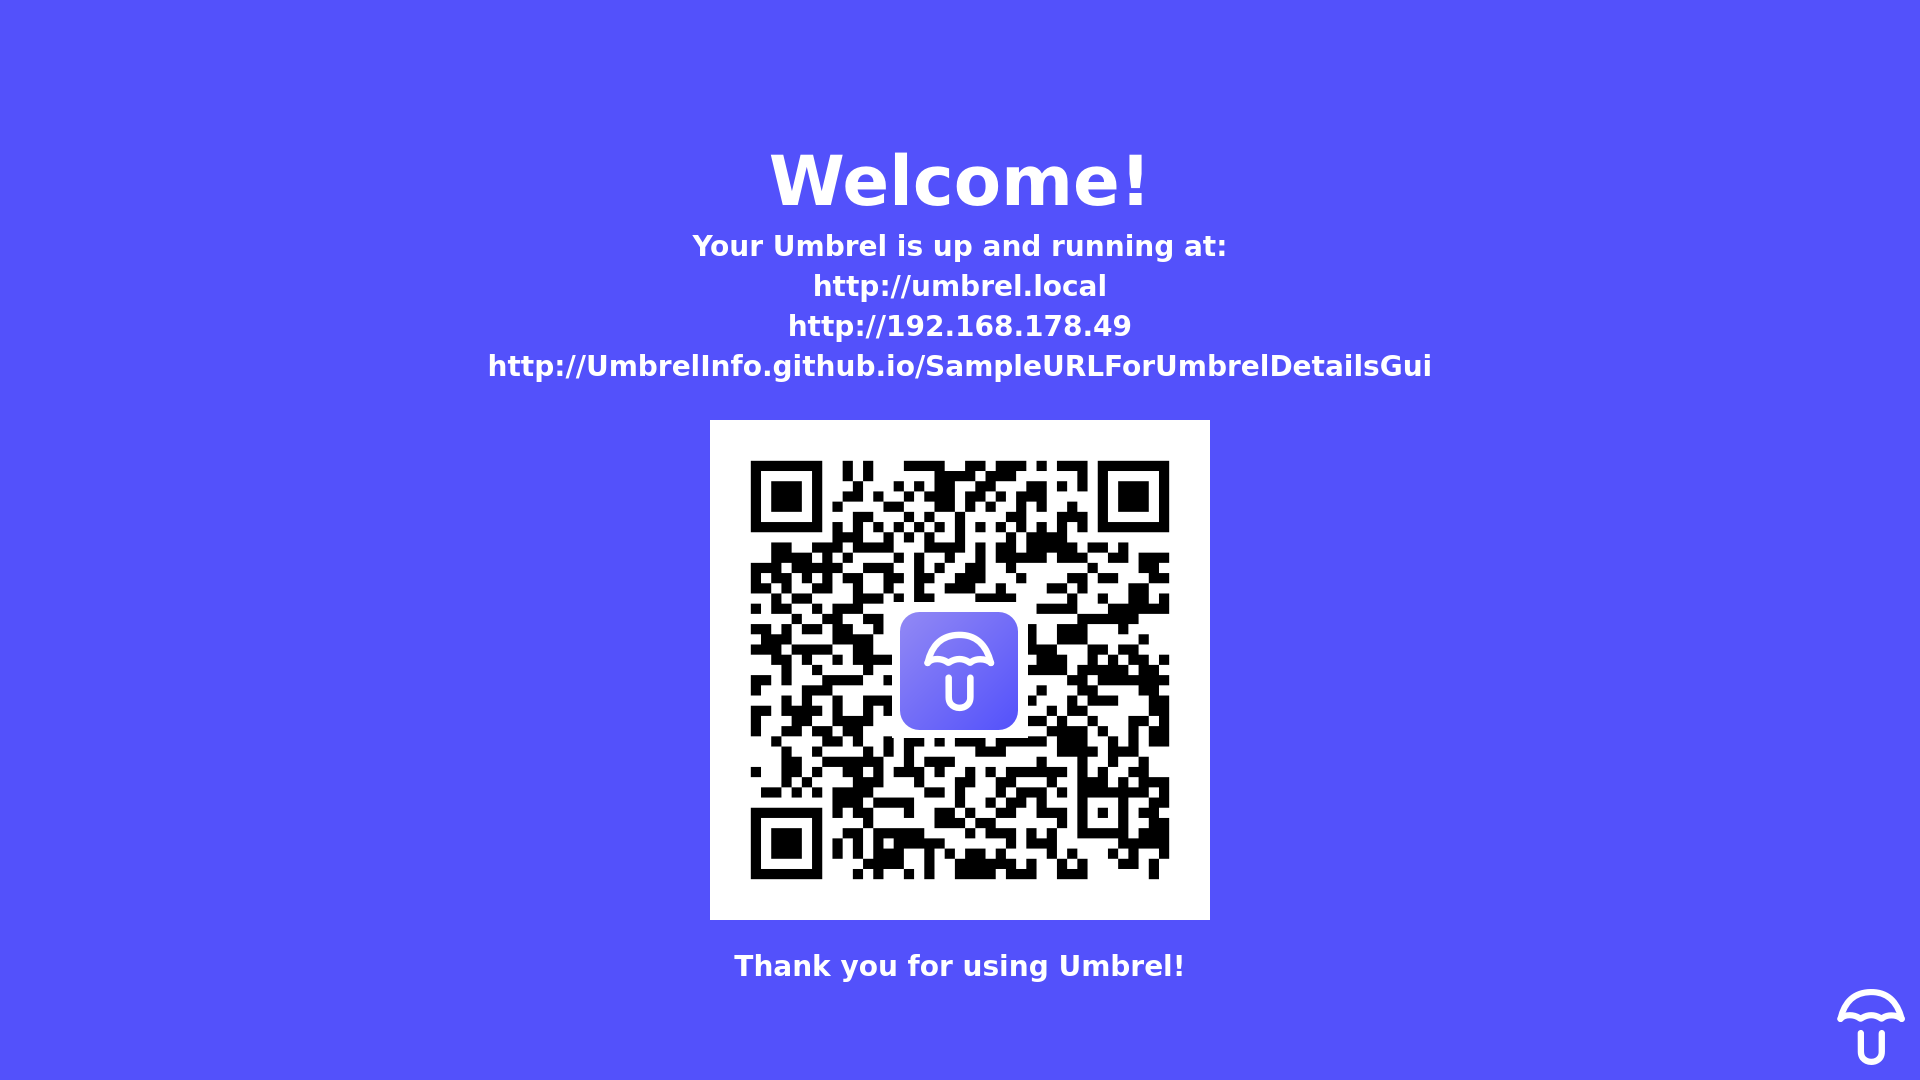 Welcome!
Your Umbrel is up and running at:
http://umbrel.local
http://192.168.178.49
http://UmbrelInfo.github.io/SampleURLForUmbrelDetailsGui
Thank you for using Umbrel!